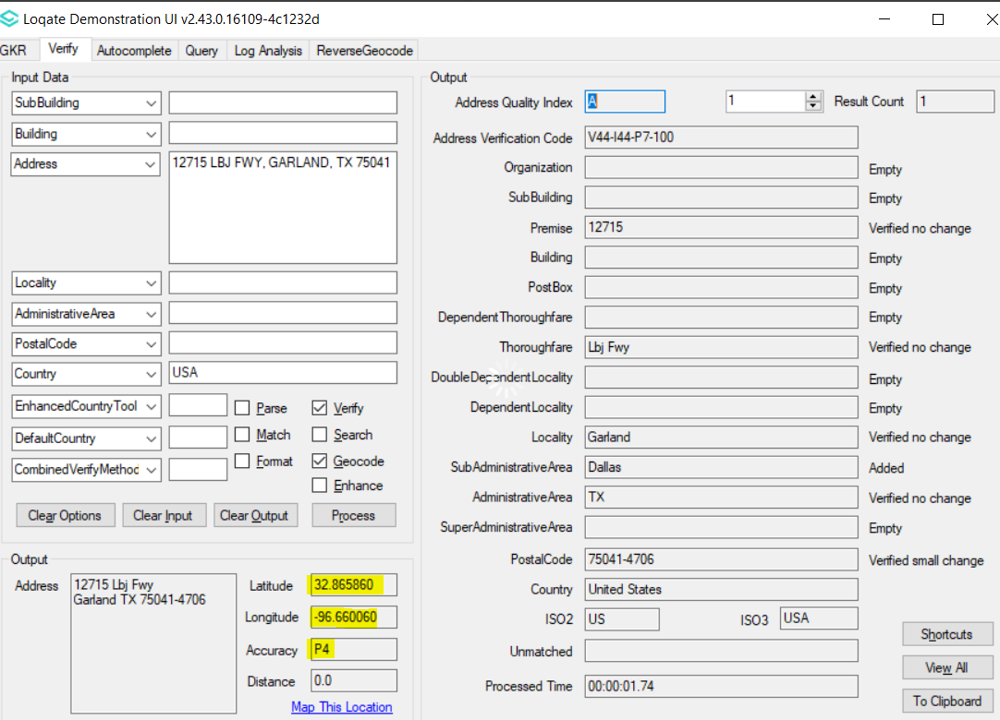 Loqate Demonstration UI v2.43.0.16109-4c1232d
GKR Verify Autocomplete Query Log Analysis ReverseGeocode
Input Data
SubBuilding
Building
Address 12715 LBJ FWY, GARLAND, TX 75041
Locality
AdministrativeArea
PostalCode
Country USA
EnhancedCountryTool Parse Verify
DefaultCountry Match Search
CombinedVerifyMethod Format Geocode
Enhance
Clear Options Clear Input Clear Output Process
Output
Address 12715 Lbj Fwy
Garland TX 75041-4706
Latitude 32.865860
Longitude -96.660060
Accuracy P4
Distance 0.0
Map This Location
Output
Address Quality Index A 1 Result Count 1
Address Verification Code V44-I44-P7-100
Organization Empty
SubBuilding Empty
Premise 12715 Verified no change
Building Empty
PostBox Empty
DependentThoroughfare Empty
Thoroughfare Lbj Fwy Verified no change
DoubleDependentLocality Empty
DependentLocality Empty
Locality Garland Verified no change
SubAdministrativeArea Dallas Added
AdministrativeArea TX Verified no change
SuperAdministrativeArea Empty
PostalCode 75041-4706 Verified small change
Country United States
ISO2 US ISO3 USA
Unmatched
Processed Time 00:00:01.74
Shortcuts
View All
To Clipboard